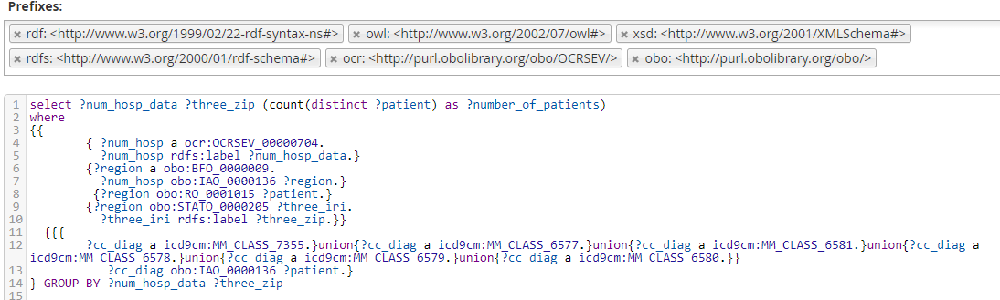 Prefixes:
× rdf: <http://www.w3.org/1999/02/22-rdf-syntax-ns#> × owl: <http://www.w3.org/2002/07/owl#> × xsd: <http://www.w3.org/2001/XMLSchema#>
× rdfs: <http://www.w3.org/2000/01/rdf-schema#> × ocr: <http://purl.obolibrary.org/obo/OCRSEV/> × obo: <http://purl.obolibrary.org/obo/>
1 select ?num_hosp_data ?three_zip (count(distinct ?patient) as ?number_of_patients)
2 where
3 {{
4 { ?num_hosp a ocr:OCRSEV_00000704.
5 ?num_hosp rdfs:label ?num_hosp_data.}
6 {?region a obo:BFO_0000009.
7 ?num_hosp obo:IAO_0000136 ?region.}
8 {?region obo:RO_0001015 ?patient.}
9 {?region obo:STATO_0000205 ?three_iri.
10 ?three_iri rdfs:label ?three_zip.}}
11 {{{
12 ?cc_diag a icd9cm:MM_CLASS_7355.}union{?cc_diag a icd9cm:MM_CLASS_6577.}union{?cc_diag a icd9cm:MM_CLASS_6581.}union{?cc_diag a
icd9cm:MM_CLASS_6578.}union{?cc_diag a icd9cm:MM_CLASS_6579.}union{?cc_diag a icd9cm:MM_CLASS_6580.}}
13 ?cc_diag obo:IAO_0000136 ?patient.}
14 } GROUP BY ?num_hosp_data ?three_zip
15